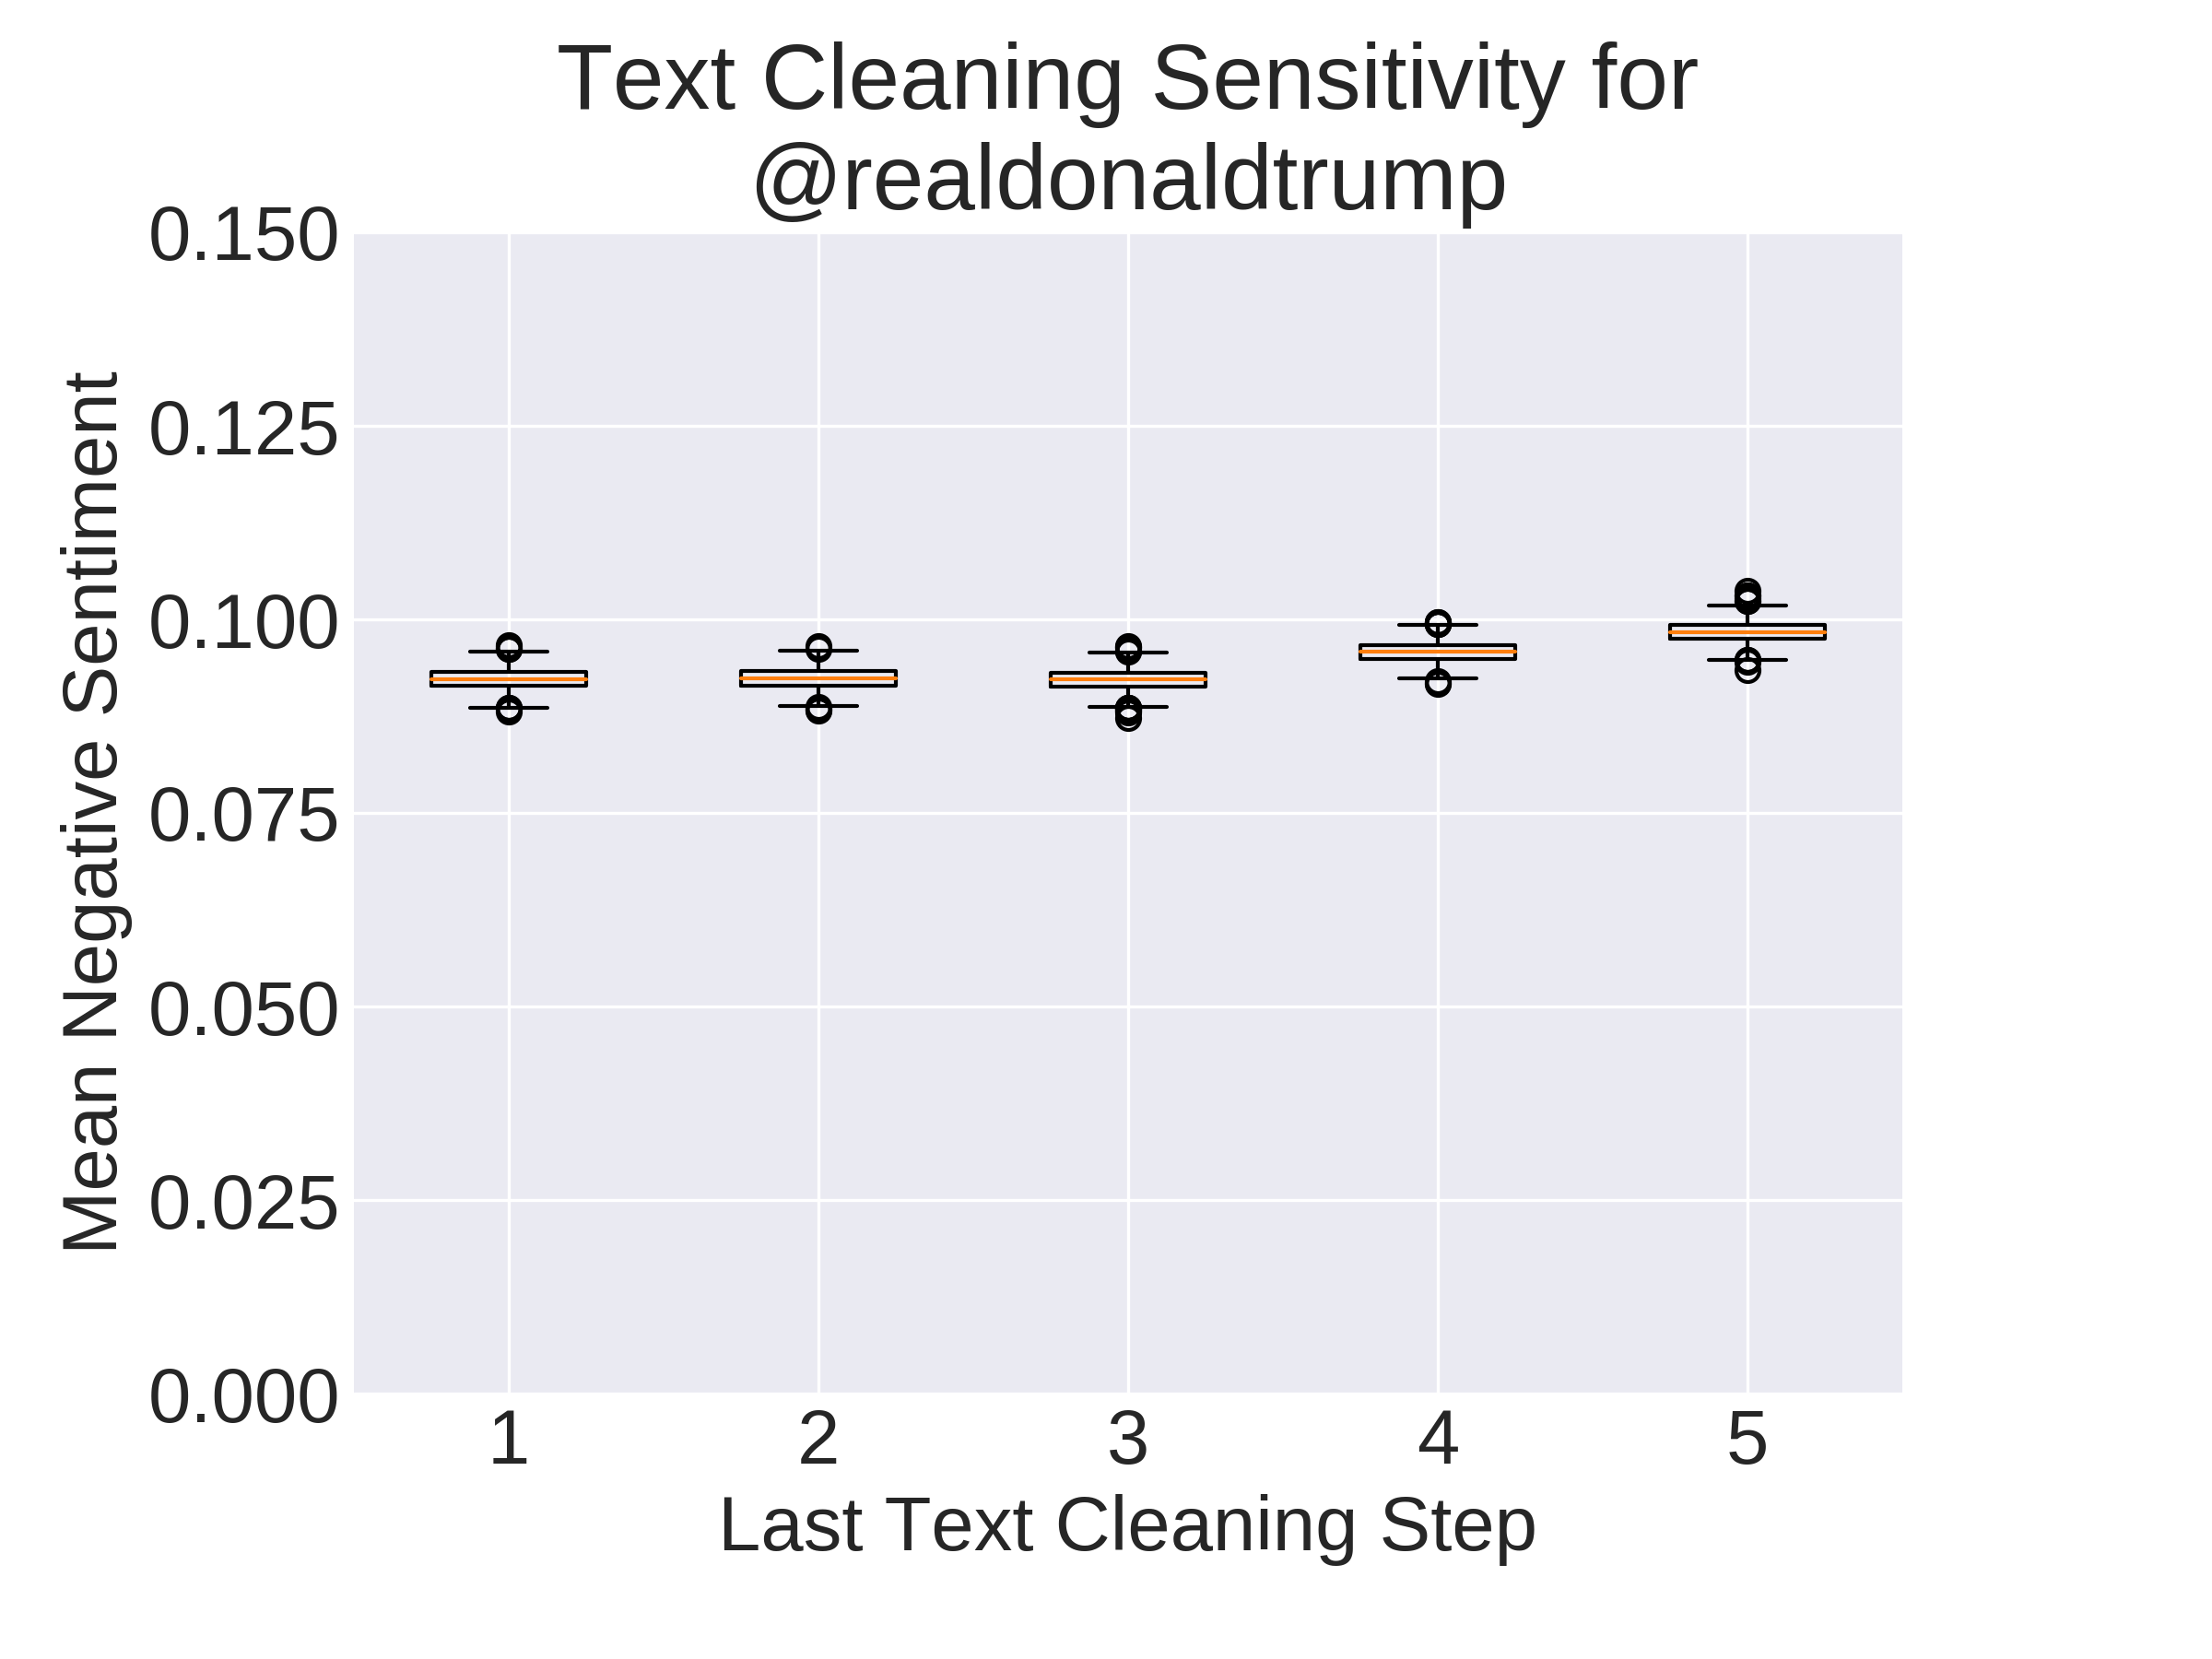 Text Cleaning Sensitivity for
@realdonaldtrump
Mean Negative Sentiment
0.150
0.125
0.100
0.075
0.050
0.025
0.000
1 2 3 4 5
Last Text Cleaning Step